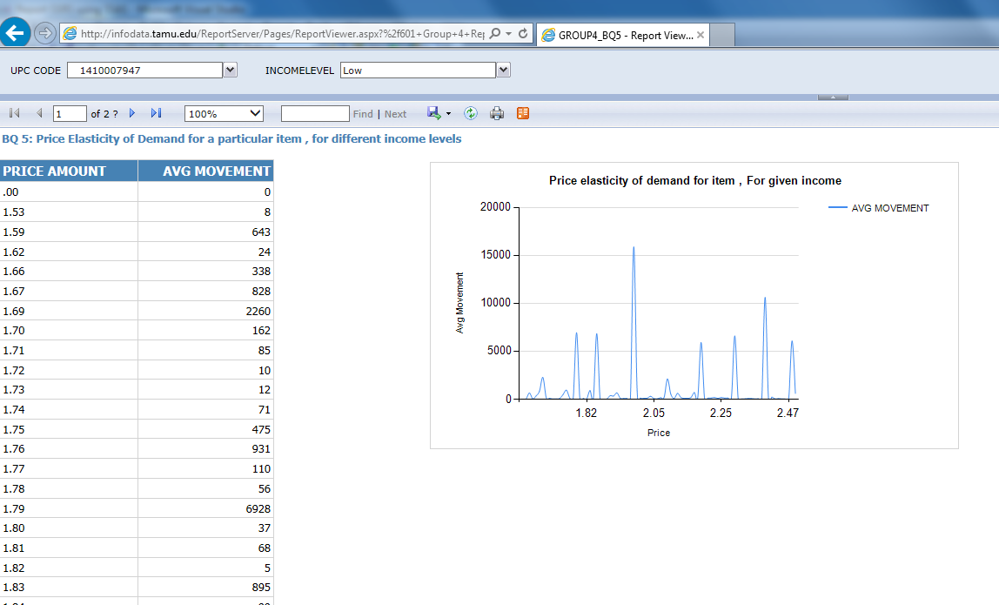 http://infodata.tamu.edu/ReportServer/Pages/ReportViewer.aspx?%2f601+Group+4+Rep
GROUP4_BQ5 - Report View...
UPC CODE 1410007947 INCOMELEVEL Low
1 of 2 ? 100% Find | Next
BQ 5: Price Elasticity of Demand for a particular item , for different income levels
PRICE AMOUNT AVG MOVEMENT
.00 0
1.53 8
1.59 643
1.62 24
1.66 338
1.67 828
1.69 2260
1.70 162
1.71 85
1.72 10
1.73 12
1.74 71
1.75 475
1.76 931
1.77 110
1.78 56
1.79 6928
1.80 37
1.81 68
1.82 5
1.83 895
Price elasticity of demand for item , For given income
AVG MOVEMENT
20000
15000
10000
5000
0
Avg Movement
1.82 2.05 2.25 2.47
Price